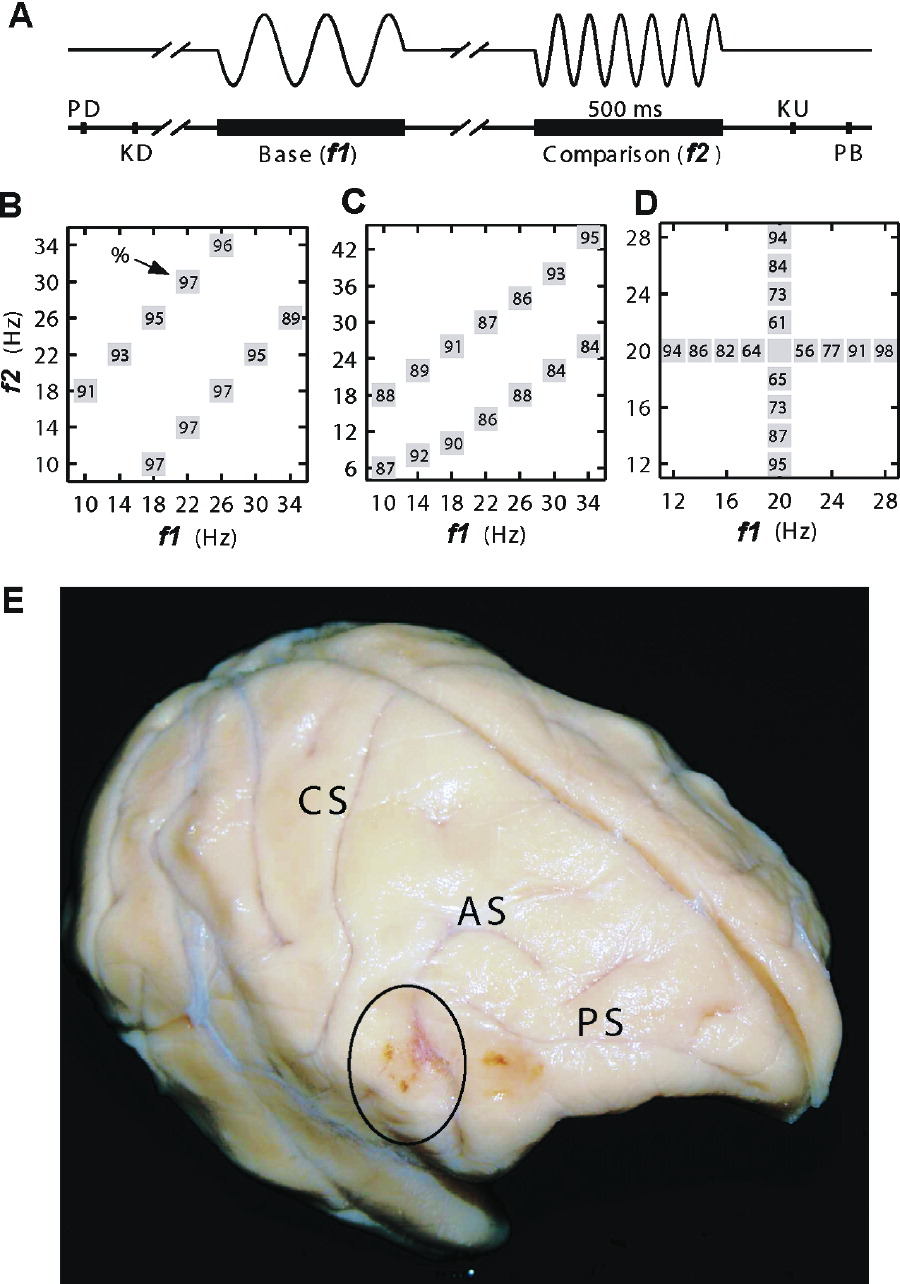 A
PD
KD
500 ms
KU
PB
Base (f1)
Comparison (f2)
B
f2 (Hz)
34
30
26
22
18
14
10
%
96
97
95 89
93 95
91 97
97
97
10 14 18 22 26 30 34
f1 (Hz)
C
42
36
30
24
18
12
6
95
93
86
87
91 84
89 84
88 88
86
90
92
87
10 14 18 22 26 30 34
f1 (Hz)
D
28
24
20
16
12
94
84
73
61
94 86 82 64 56 77 91 98
65
73
87
95
12 16 20 24 28
f1 (Hz)
E
CS
AS
PS